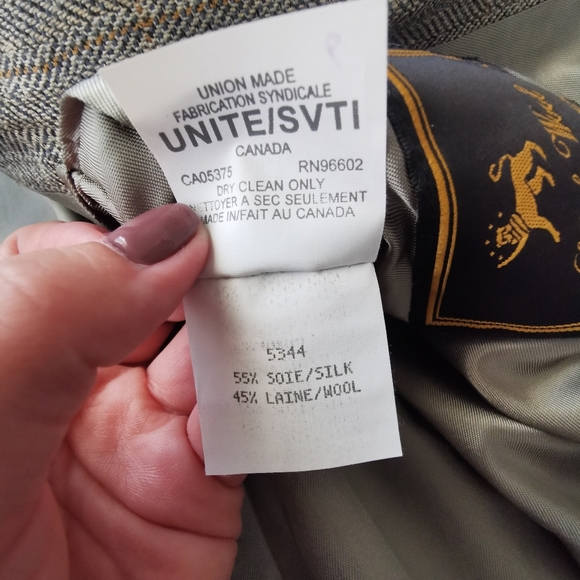 UNION MADE
FABRICATION SYNDICALE
UNITE/SVTI
CANADA
CA05375 RN96602
DRY CLEAN ONLY
NETTOYER A SEC SEULEMENT
MADE IN/FAIT AU CANADA
5344
55% SOIE/SILK
45% LAINE/WOOL